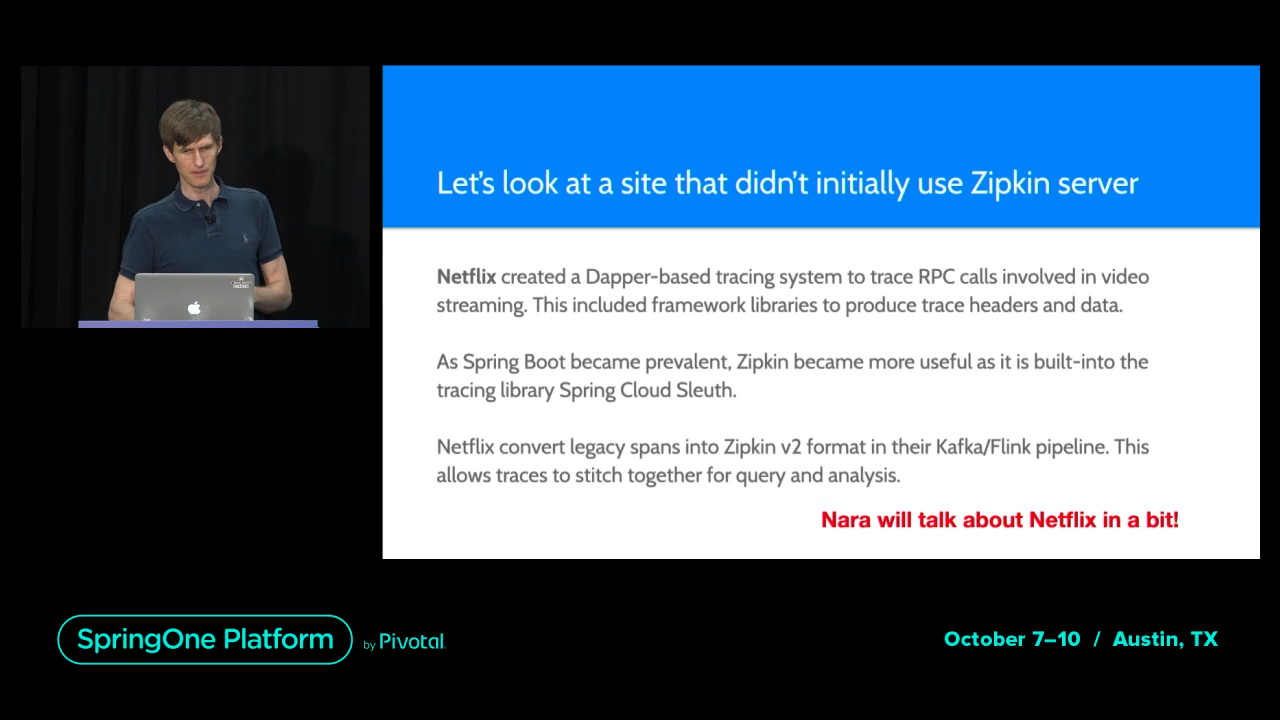 Let's look at a site that didn't initially use Zipkin server
Netflix created a Dapper-based tracing system to trace RPC calls involved in video
streaming. This included framework libraries to produce trace headers and data.
As Spring Boot became prevalent, Zipkin became more useful as it is built-into the
tracing library Spring Cloud Sleuth.
Netflix convert legacy spans into Zipkin v2 format in their Kafka/Flink pipeline. This
allows traces to stitch together for query and analysis.
Nara will talk about Netflix in a bit!
SpringOne Platform by Pivotal
October 7–10 / Austin, TX